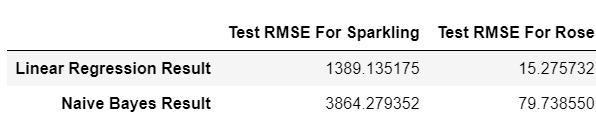 Test RMSE For Sparkling Test RMSE For Rose
Linear Regression Result 1389.135175 15.275732
Naive Bayes Result 3864.279352 79.738550